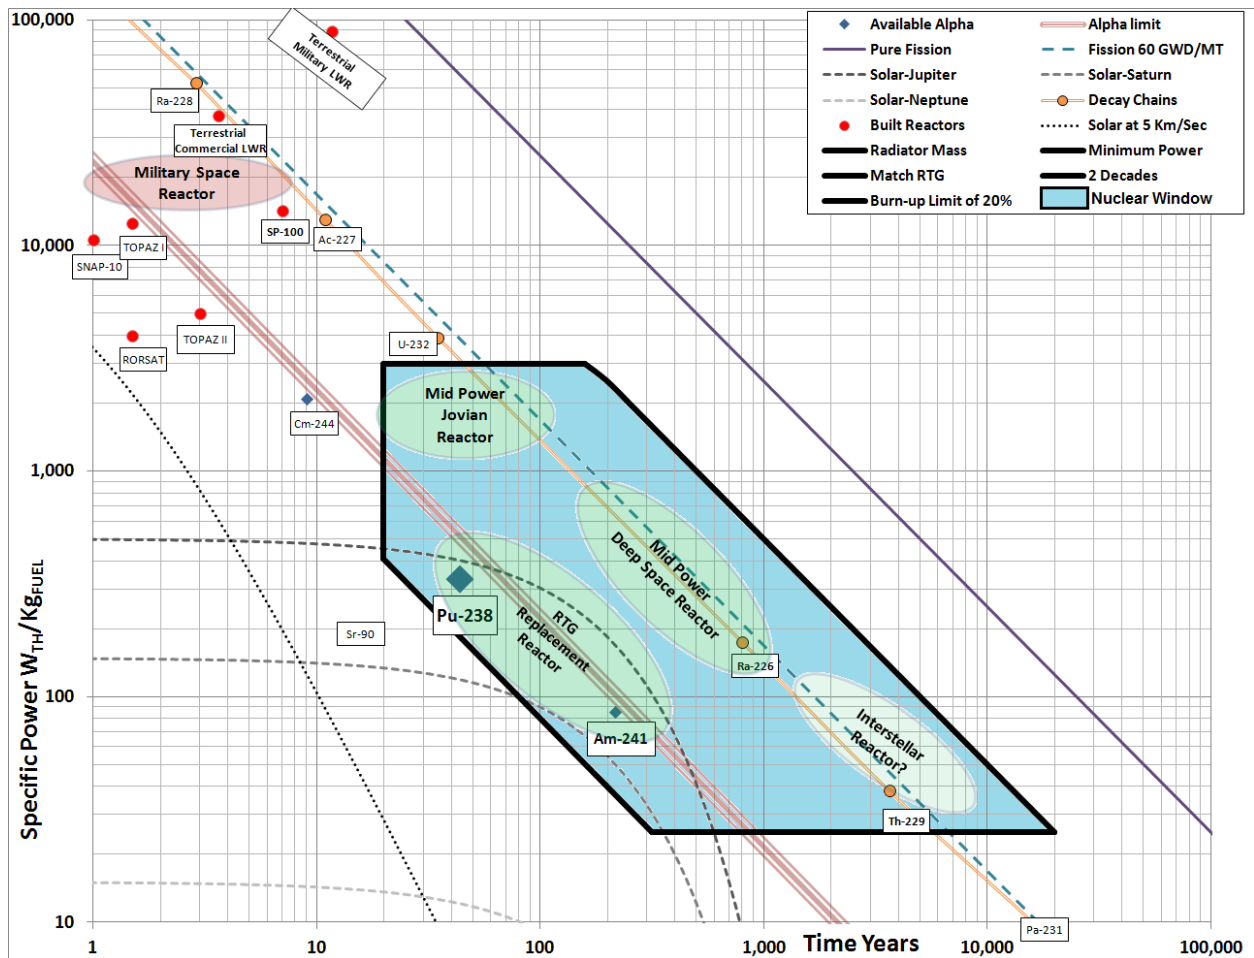 100,000
10,000
1,000
100
10
1
10
100
1,000
10,000
100,000
Specific Power WTH/KgFUEL
Time Years
Available Alpha
Alpha limit
Pure Fission
Fission 60 GWD/MT
Solar-Jupiter
Solar-Saturn
Solar-Neptune
Decay Chains
Built Reactors
Solar at 5 Km/Sec
Radiator Mass
Minimum Power
Match RTG
2 Decades
Burn-up Limit of 20%
Nuclear Window
Terrestrial
Military LWR
Ra-228
Terrestrial
Commercial LWR
Military Space
Reactor
SP-100
Ac-227
TOPAZ I
SNAP-10
RORSAT
TOPAZ II
U-232
Cm-244
Mid Power
Jovian
Reactor
Mid Power
Deep Space Reactor
Pu-238
RTG
Replacement
Reactor
Sr-90
Ra-226
Am-241
Interstellar
Reactor?
Th-229
Pa-231